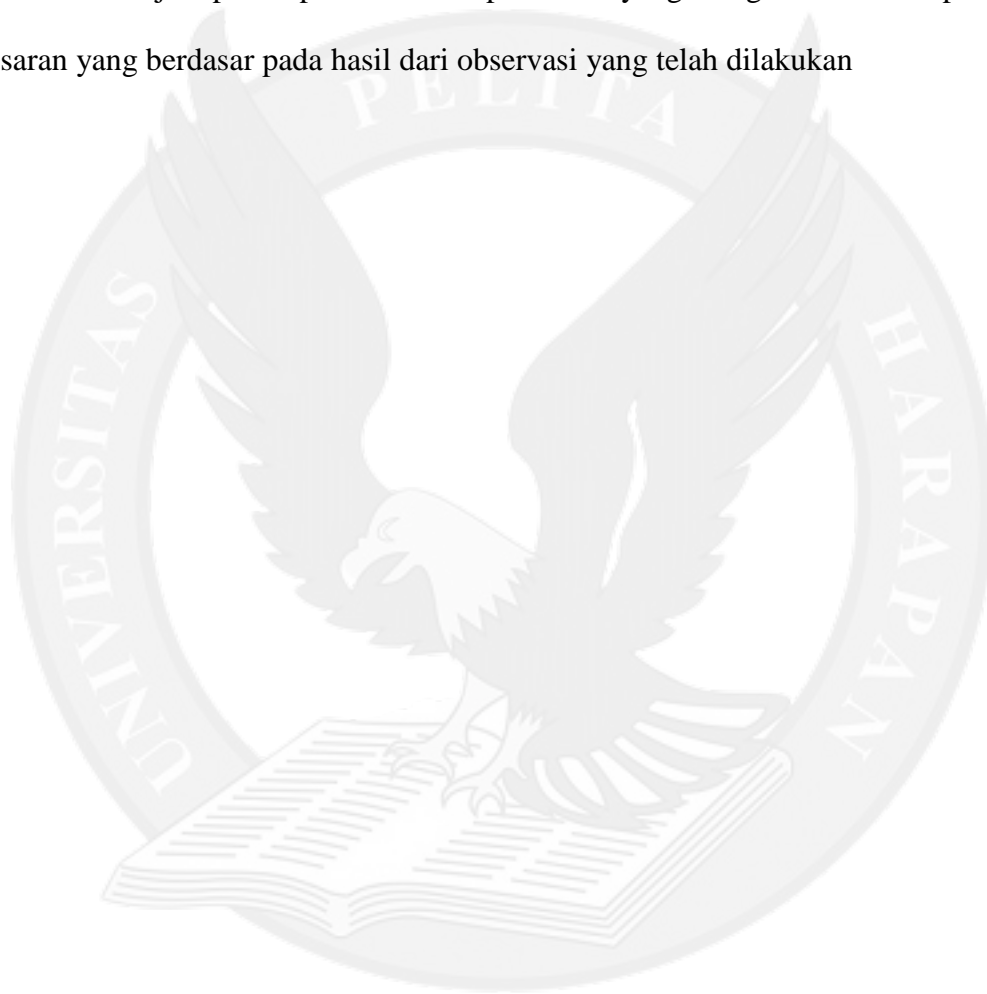 saran yang berdasar pada hasil dari observasi yang telah dilakukan
PELITA
UNIVERSITAS
HARAPAN